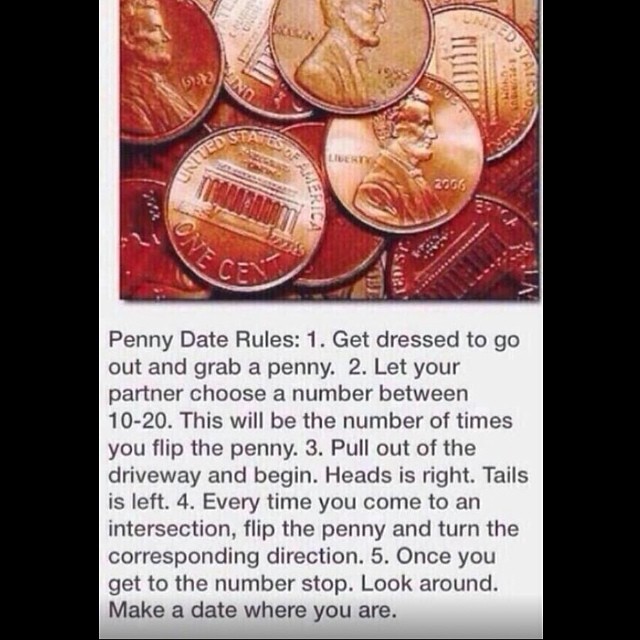 1982
UNITED STATES OF AMERICA
ONE CENT
LIBERTY
2006
UNITED STATES
Penny Date Rules: 1. Get dressed to go
out and grab a penny. 2. Let your
partner choose a number between
10-20. This will be the number of times
you flip the penny. 3. Pull out of the
driveway and begin. Heads is right. Tails
is left. 4. Every time you come to an
intersection, flip the penny and turn the
corresponding direction. 5. Once you
get to the number stop. Look around.
Make a date where you are.